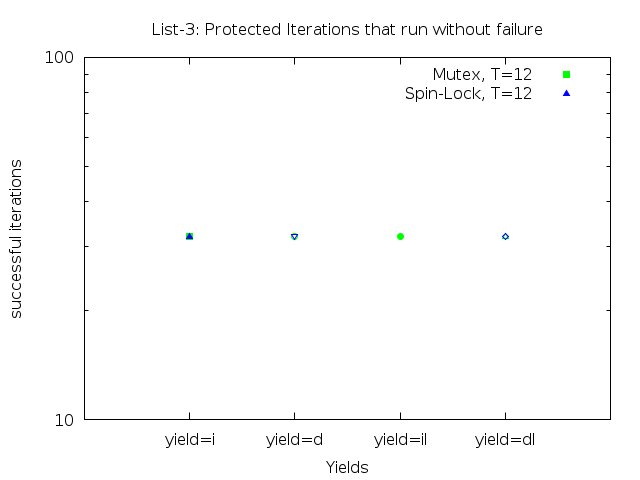 List-3: Protected Iterations that run without failure
100
Mutex, T=12
Spin-Lock, T=12
successful iterations
10
yield=i yield=d yield=il yield=dl
Yields